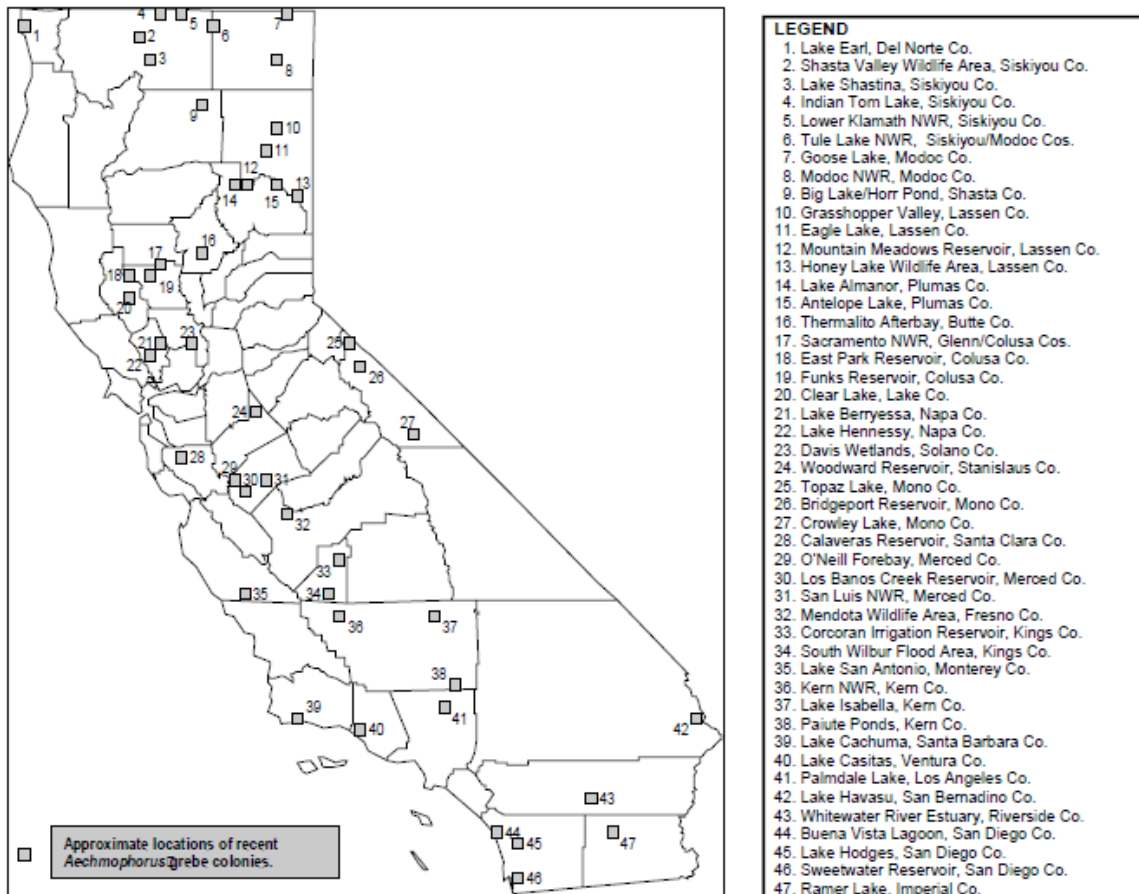 4
5
7
1
2
6
3
8
9
10
11
12
13
14
15
16
17
18
19
20
21
23
22
25
26
24
27
28
29
30
31
32
33
35
34
36
37
38
39
41
42
40
43
44
45
47
46
Approximate locations of recent
Aechmophorus grebe colonies.
LEGEND
1. Lake Earl, Del Norte Co.
2. Shasta Valley Wildlife Area, Siskiyou Co.
3. Lake Shastina, Siskiyou Co.
4. Indian Tom Lake, Siskiyou Co.
5. Lower Klamath NWR, Siskiyou Co.
6. Tule Lake NWR, Siskiyou/Modoc Cos.
7. Goose Lake, Modoc Co.
8. Modoc NWR, Modoc Co.
9. Big Lake/Horr Pond, Shasta Co.
10. Grasshopper Valley, Lassen Co.
11. Eagle Lake, Lassen Co.
12. Mountain Meadows Reservoir, Lassen Co.
13. Honey Lake Wildlife Area, Lassen Co.
14. Lake Almanor, Plumas Co.
15. Antelope Lake, Plumas Co.
16. Thermalito Afterbay, Butte Co.
17. Sacramento NWR, Glenn/Colusa Cos.
18. East Park Reservoir, Colusa Co.
19. Funks Reservoir, Colusa Co.
20. Clear Lake, Lake Co.
21. Lake Berryessa, Napa Co.
22. Lake Hennessy, Napa Co.
23. Davis Wetlands, Solano Co.
24. Woodward Reservoir, Stanislaus Co.
25. Topaz Lake, Mono Co.
26. Bridgeport Reservoir, Mono Co.
27. Crowley Lake, Mono Co.
28. Calaveras Reservoir, Santa Clara Co.
29. O'Neill Forebay, Merced Co.
30. Los Banos Creek Reservoir, Merced Co.
31. San Luis NWR, Merced Co.
32. Mendota Wildlife Area, Fresno Co.
33. Corcoran Irrigation Reservoir, Kings Co.
34. South Wilbur Flood Area, Kings Co.
35. Lake San Antonio, Monterey Co.
36. Kern NWR, Kern Co.
37. Lake Isabella, Kern Co.
38. Paiute Ponds, Kern Co.
39. Lake Cachuma, Santa Barbara Co.
40. Lake Casitas, Ventura Co.
41. Palmdale Lake, Los Angeles Co.
42. Lake Havasu, San Bernadino Co.
43. Whitewater River Estuary, Riverside Co.
44. Buena Vista Lagoon, San Diego Co.
45. Lake Hodges, San Diego Co.
46. Sweetwater Reservoir, San Diego Co.
47. Ramer Lake, Imperial Co.